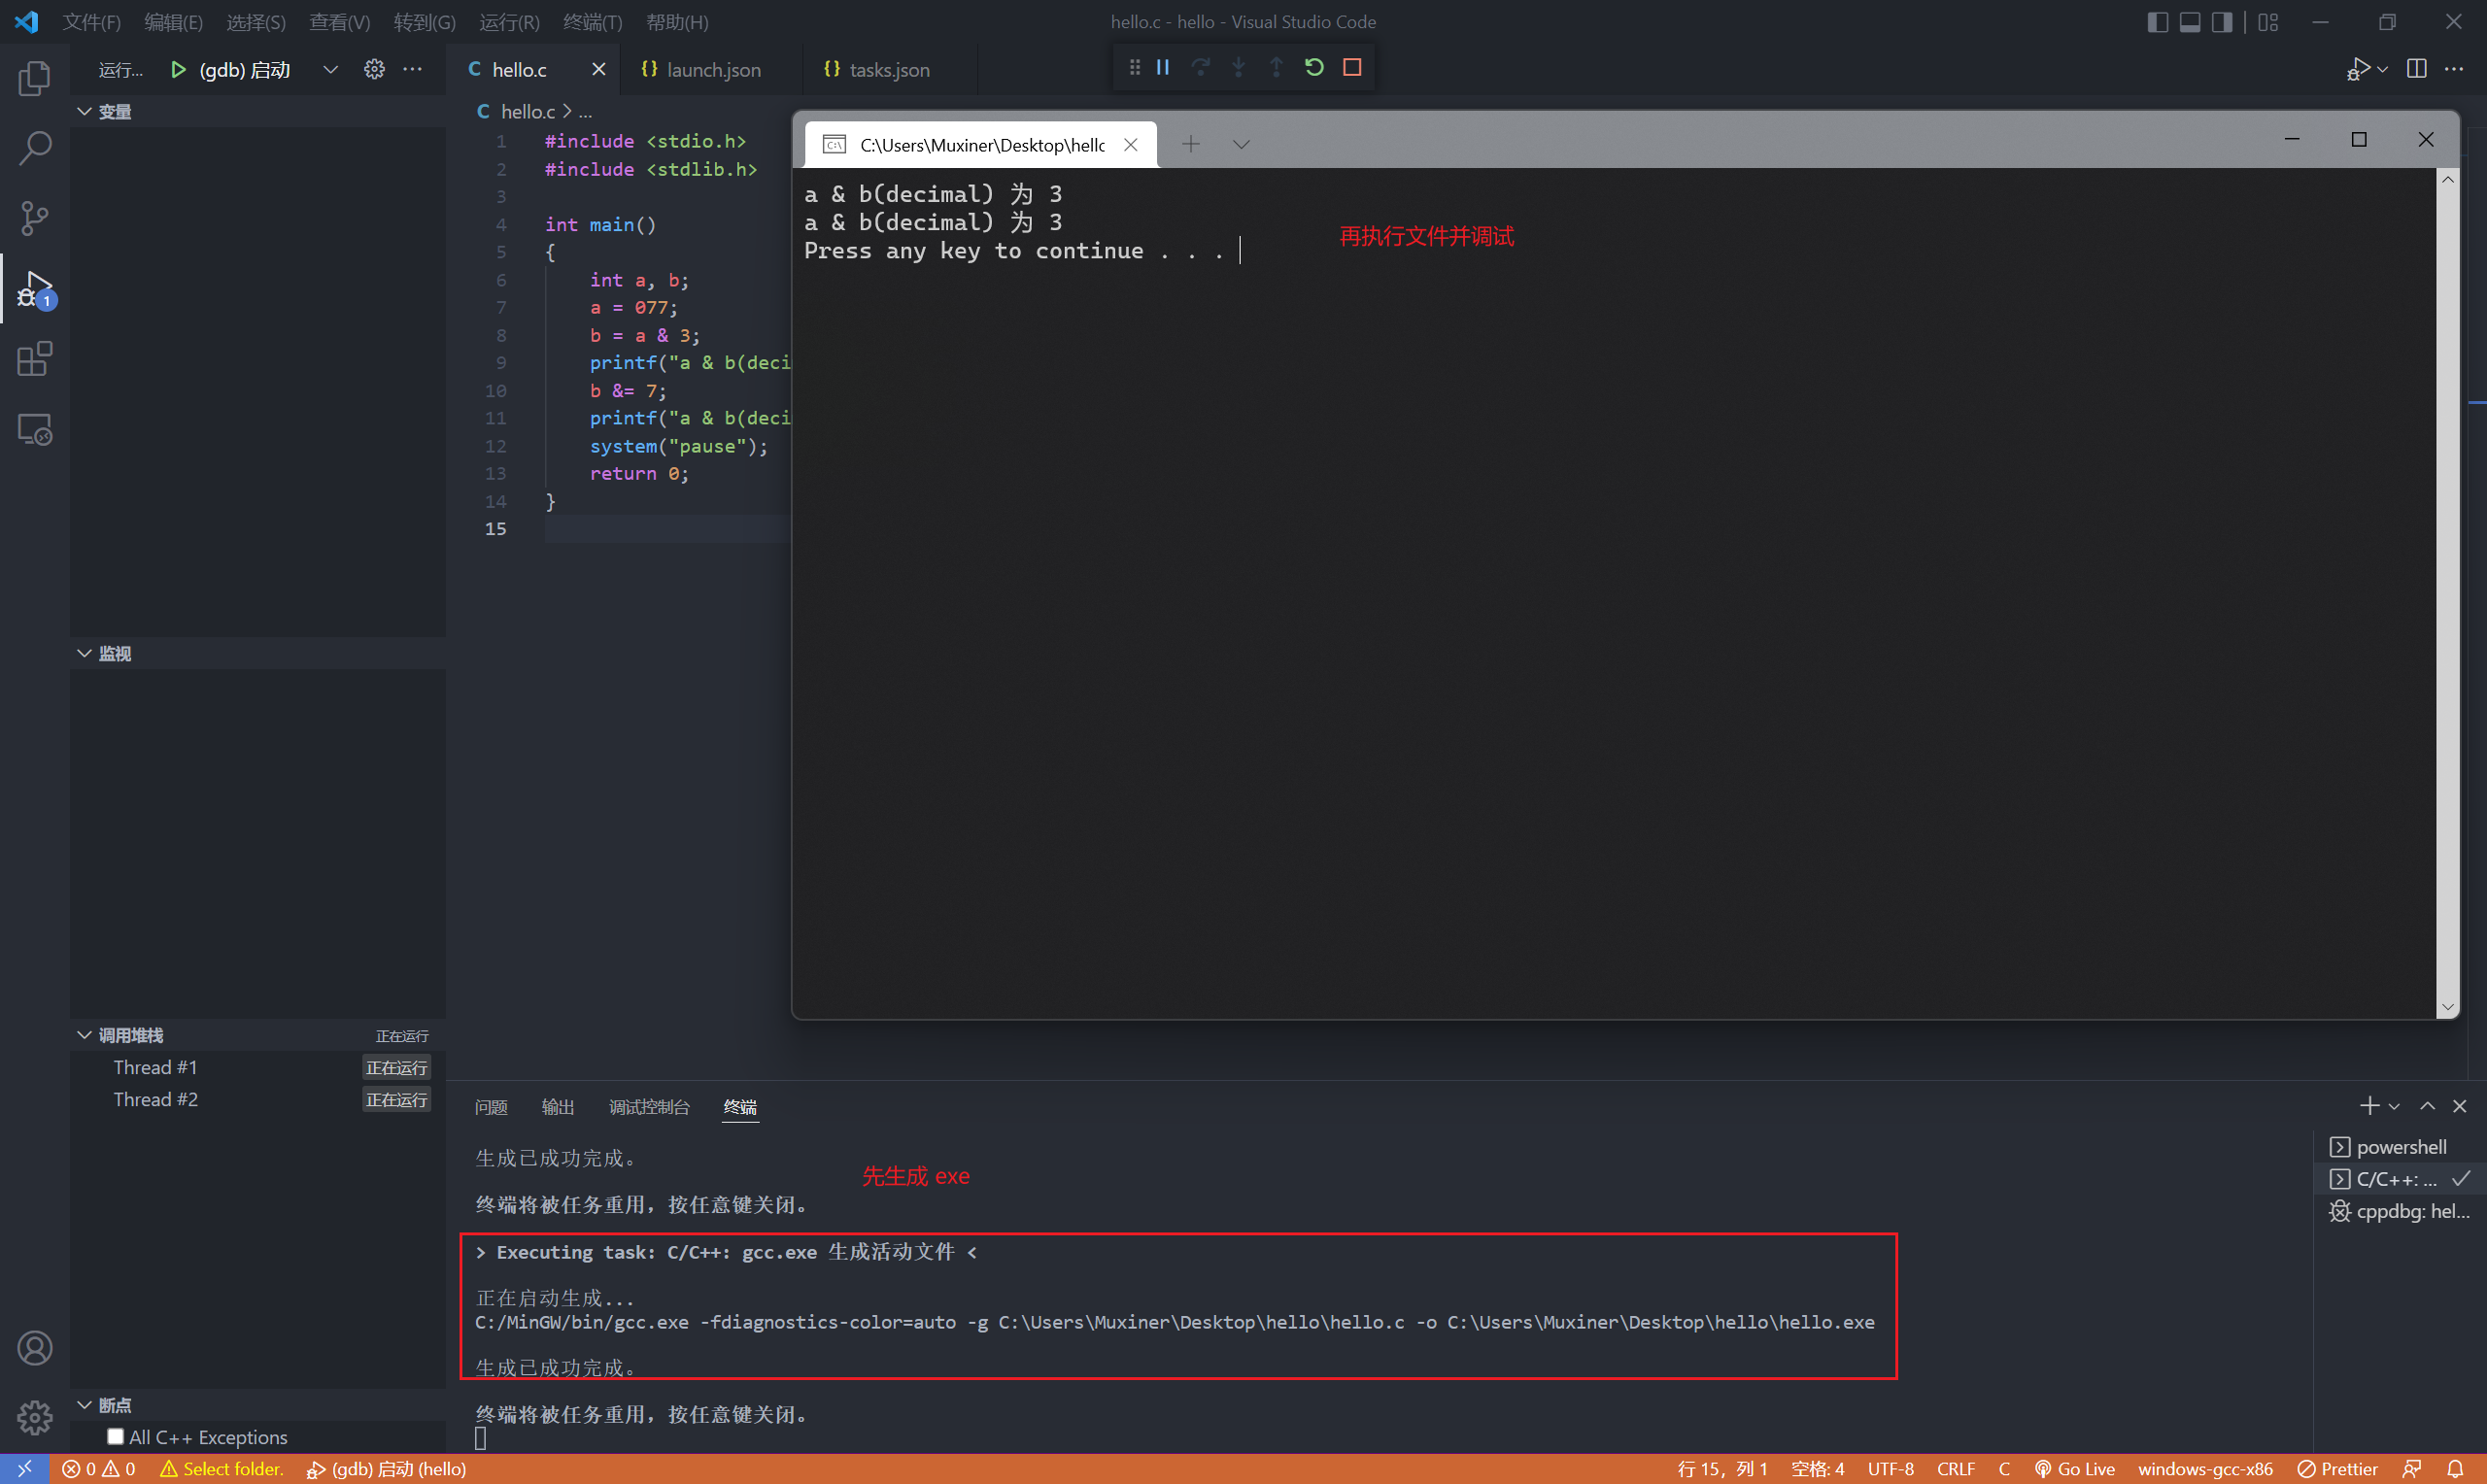 文件(F) 编辑(E) 选择(S) 查看(V) 转到(G) 运行(R) 终端(T) 帮助(H)
hello.c - hello - Visual Studio Code
运行... (gdb) 启动
hello.c launch.json tasks.json
变量
hello.c > ...
1 #include <stdio.h>
2 #include <stdlib.h>
3
4 int main()
5 {
6 int a, b;
7 a = 077;
8 b = a & 3;
9 printf("a & b(deci
10 b &= 7;
11 printf("a & b(deci
12 system("pause");
13 return 0;
14 }
15
C:\Users\Muxiner\Desktop\hello
a & b(decimal) 为 3
a & b(decimal) 为 3
Press any key to continue . . .
再执行文件并调试
监视
调用堆栈 正在运行
Thread #1 正在运行
Thread #2 正在运行
断点
All C++ Exceptions
问题 输出 调试控制台 终端
生成已成功完成。
先生成 exe
终端将被任务重用，按任意键关闭。
> Executing task: C/C++: gcc.exe 生成活动文件 <
正在启动生成...
C:/MinGW/bin/gcc.exe -fdiagnostics-color=auto -g C:\Users\Muxiner\Desktop\hello\hello.c -o C:\Users\Muxiner\Desktop\hello\hello.exe
生成已成功完成。
终端将被任务重用，按任意键关闭。
powershell
C/C++: ...
cppdbg: hel...
1
0 0 Select folder. (gdb) 启动 (hello)
行 15，列 1 空格: 4 UTF-8 CRLF C Go Live windows-gcc-x86 Prettier